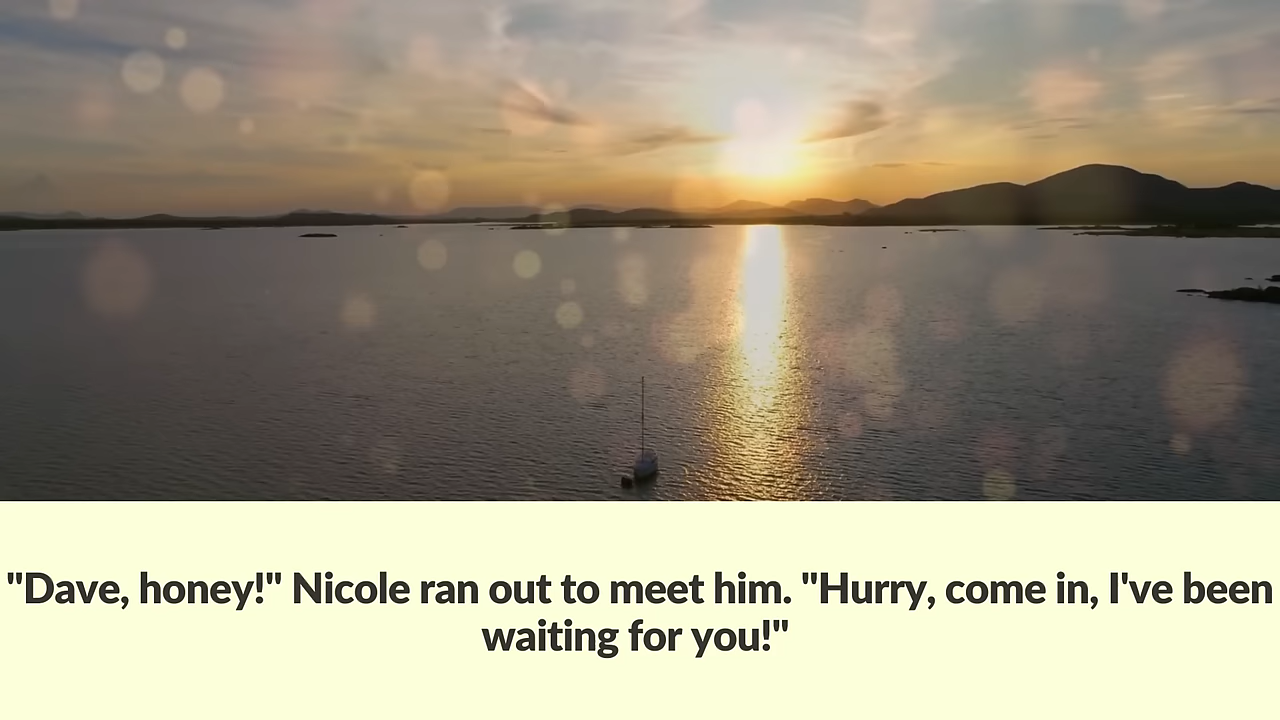 "Dave, honey!" Nicole ran out to meet him. "Hurry, come in, I've been
waiting for you!"